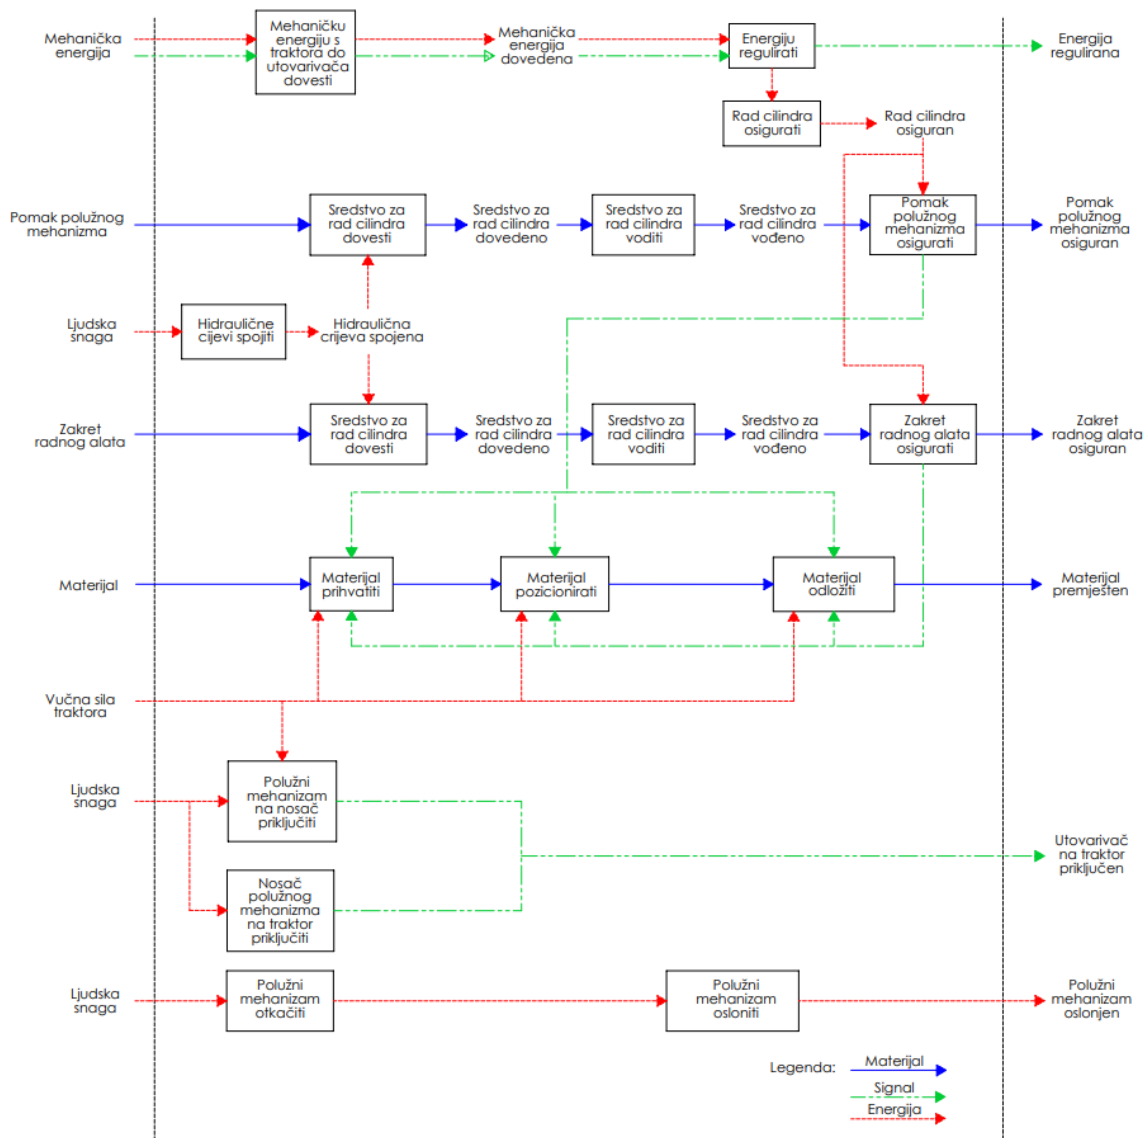 Mehanička
energija
Mehaničku
energiju s
traktora do
utovarivača
dovesti
Mehanička
energija
dovedena
Energiju
regulirati
Energija
regulirana
Rad cilindra
osigurati
Rad cilindra
osiguran
Pomak polužnog
mehanizma
Sredstvo za
rad cilindra
dovesti
Sredstvo za
rad cilindra
dovedeno
Sredstvo za
rad cilindra
voditi
Sredstvo za
rad cilindra
vođeno
Pomak
polužnog
mehanizma
osigurati
Pomak
polužnog
mehanizma
osiguran
Ljudska
snaga
Hidraulične
cijevi spojiti
Hidraulična
crijeva spojena
Zakret
radnog alata
Sredstvo za
rad cilindra
dovesti
Sredstvo za
rad cilindra
dovedeno
Sredstvo za
rad cilindra
voditi
Sredstvo za
rad cilindra
vođeno
Zakret
radnog alata
osigurati
Zakret
radnog alata
osiguran
Materijal
Materijal
prihvatiti
Materijal
pozicionirati
Materijal
odložiti
Materijal
premješten
Vučna sila
traktora
Ljudska
snaga
Polužni
mehanizam
na nosač
priključiti
Nosač
polužnog
mehanizma
na traktor
priključiti
Utovarivač
na traktor
priključen
Ljudska
snaga
Polužni
mehanizam
otkačiti
Polužni
mehanizam
osloniti
Polužni
mehanizam
oslonjen
Legenda:
Materijal
Signal
Energija